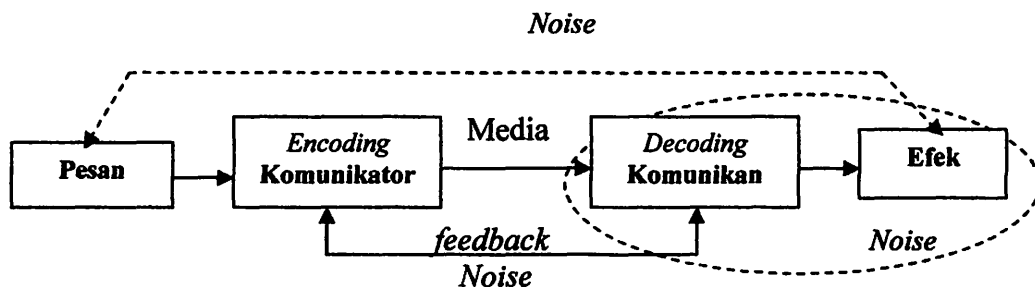 Noise
Pesan
Encoding
Komunikator
Media
Decoding
Komunikan
Efek
feedback
Noise
Noise